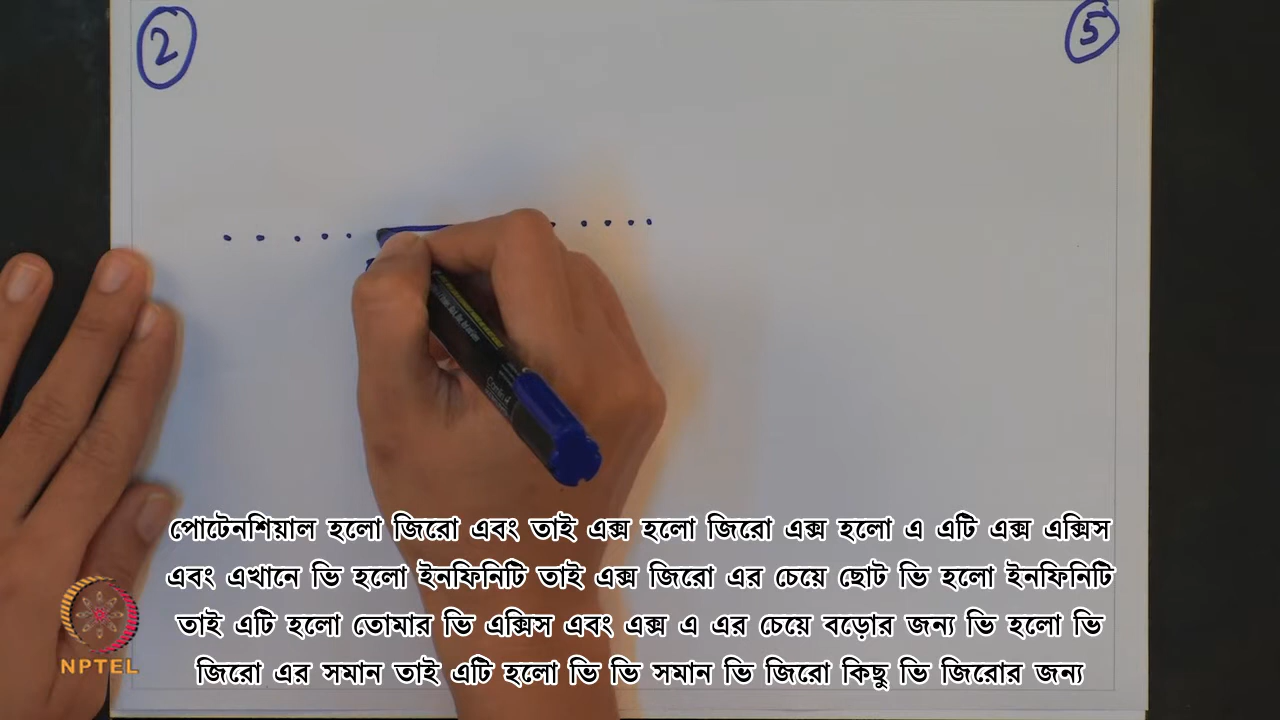 2
5
পোটেনশিয়াল হলো জিরো এবং তাই এক্স হলো জিরো এক্স হলো এ এটি এক্স এক্সিস
এবং এখানে ভি হলো ইনফিনিটি তাই এক্স জিরো এর চেয়ে ছোট ভি হলো ইনফিনিটি
তাই এটি হলো তোমার ভি এক্সিস এবং এক্স এ এর চেয়ে বড়োর জন্য ভি হলো ভি
জিরো এর সমান তাই এটি হলো ভি ভি সমান ভি জিরো কিছু ভি জিরোর জন্য
NPTEL